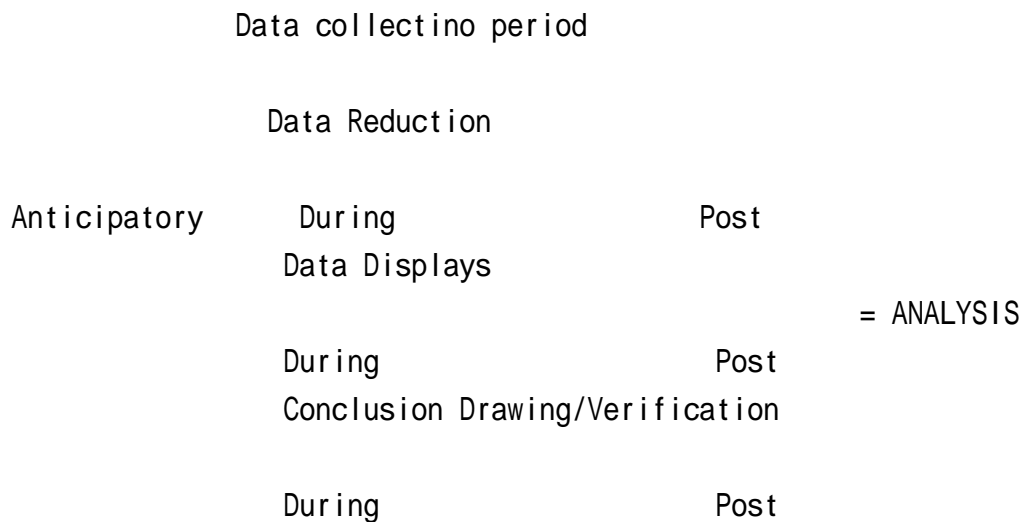 Data collectino period
Data Reduction
Anticipatory During Post
Data Displays
= ANALYSIS
During Post
Conclusion Drawing/Verification
During Post